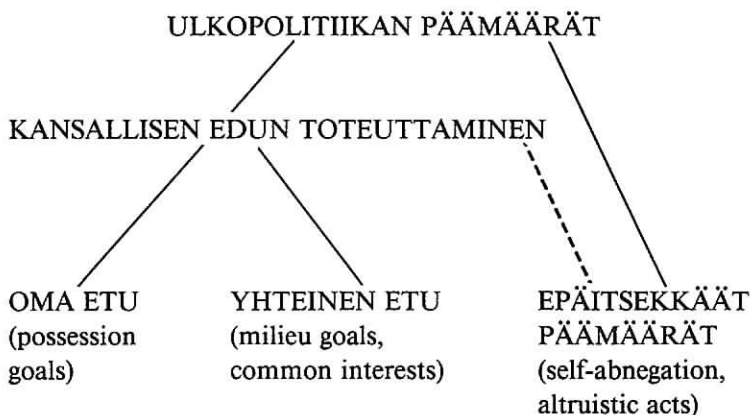 ULKOPOLITIIKAN PÄÄMÄÄRÄT
KANSALLISEN EDUN TOTEUTTAMINEN
OMA ETU
(possession
goals)
YHTEINEN ETU
(milieu goals,
common interests)
EPÄITSEKKÄÄT
PÄÄMÄÄRÄT
(self-abnegation,
altruistic acts)